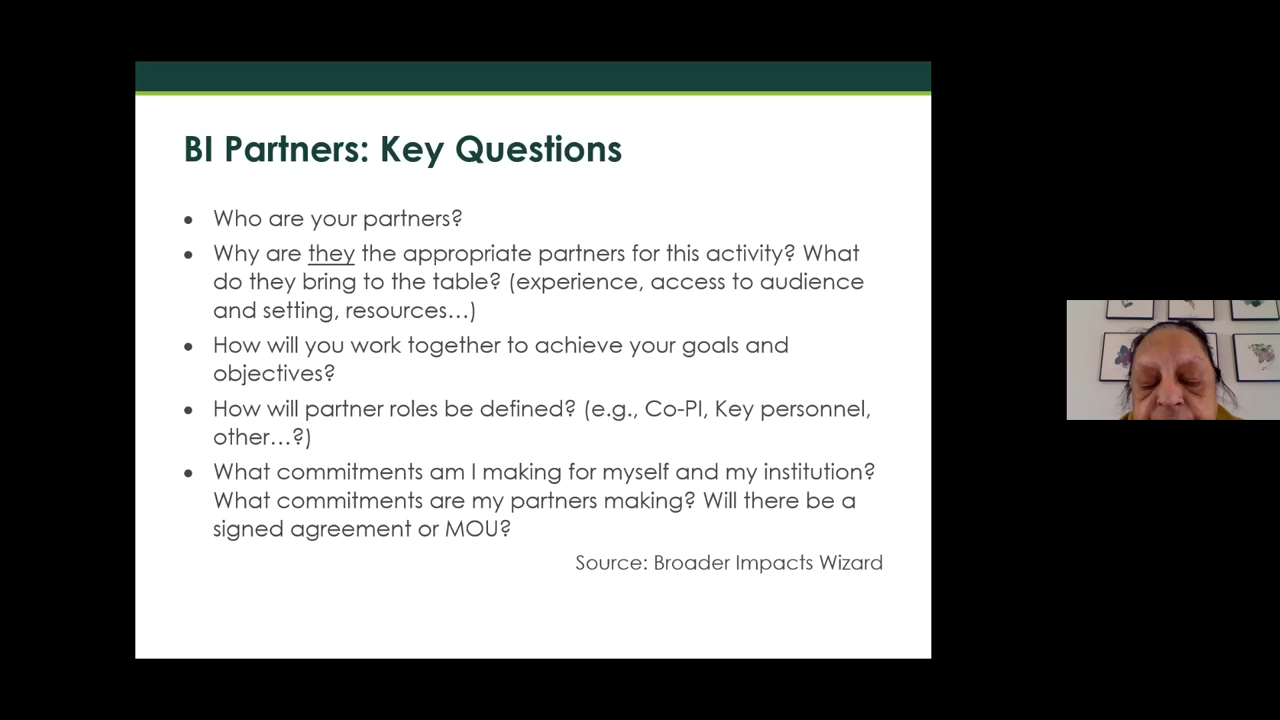 BI Partners: Key Questions
• Who are your partners?
• Why are they the appropriate partners for this activity? What
do they bring to the table? (experience, access to audience
and setting, resources…)
• How will you work together to achieve your goals and
objectives?
• How will partner roles be defined? (e.g., Co-PI, Key personnel,
other…?)
• What commitments am I making for myself and my institution?
What commitments are my partners making? Will there be a
signed agreement or MOU?
Source: Broader Impacts Wizard